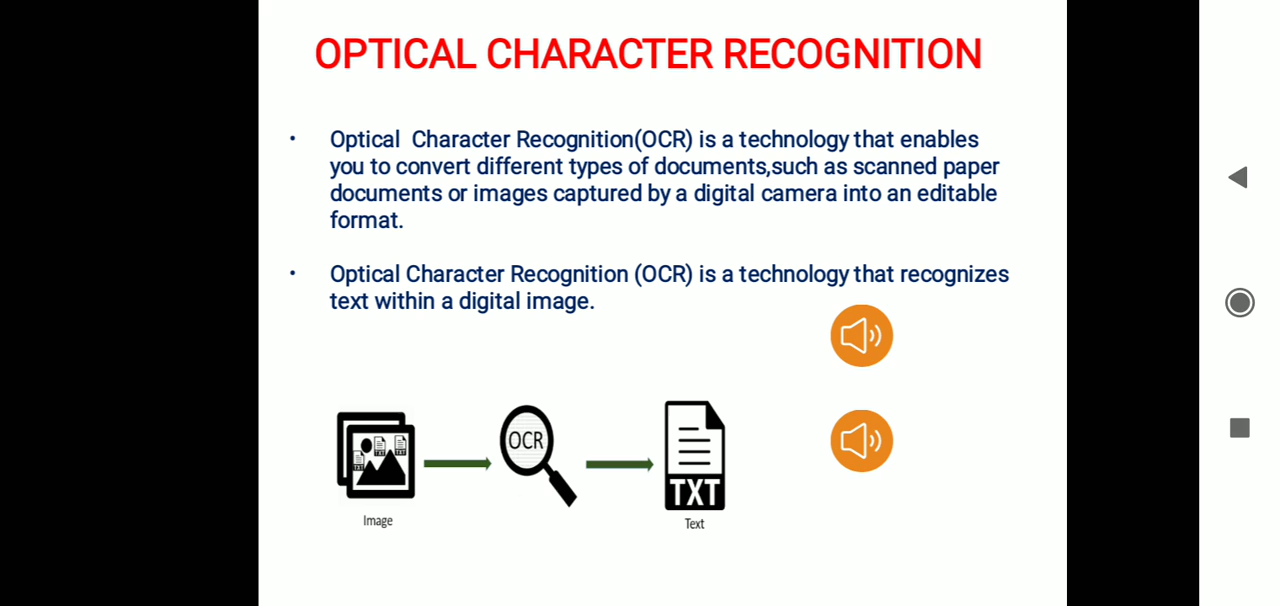 OPTICAL CHARACTER RECOGNITION
• Optical Character Recognition(OCR) is a technology that enables
you to convert different types of documents,such as scanned paper
documents or images captured by a digital camera into an editable
format.
• Optical Character Recognition (OCR) is a technology that recognizes
text within a digital image.
OCR
TXT
Image
Text